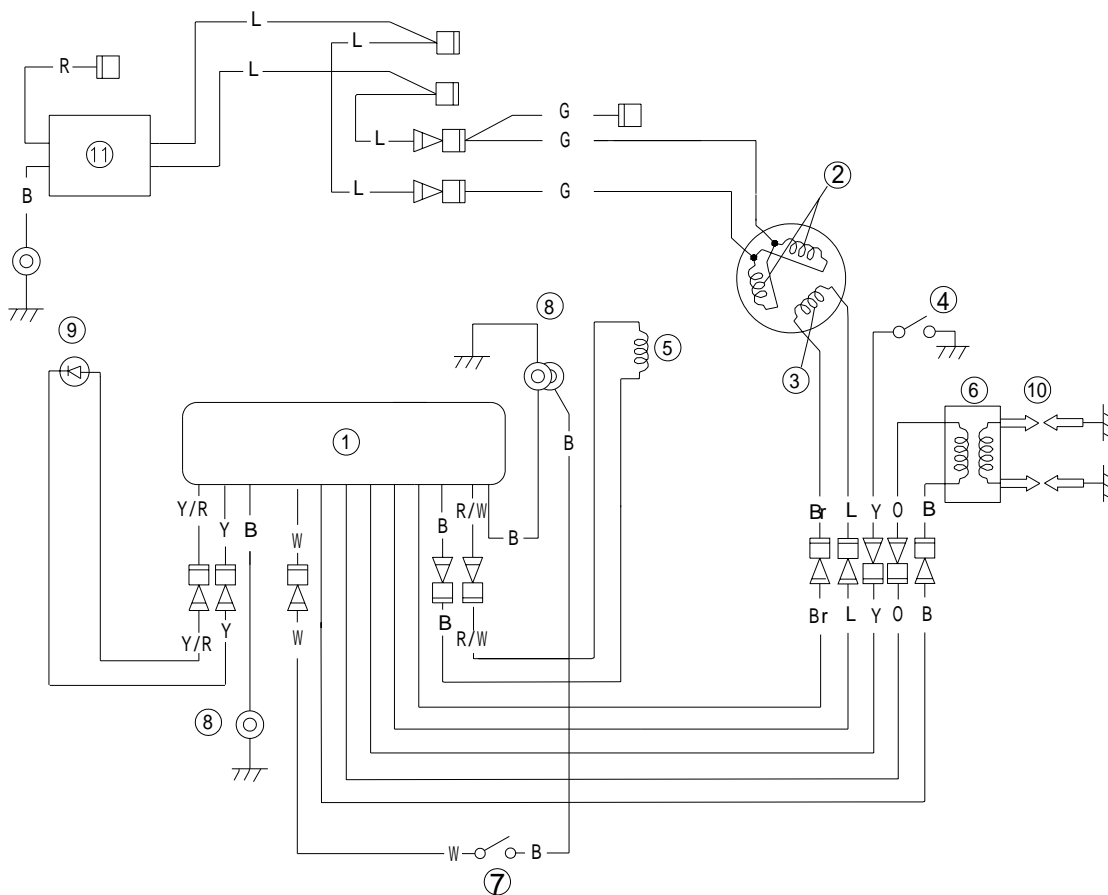 L
L
R
L
⑪
G
L
G
②
B
L
G
④
⑧
⑨
⑤
③
⑥ ⑩
①
B
Y/R Y B W B R/W B
Br L Y O B
Y/R Y W B R/W
Br L Y O B
⑧
W B
⑦